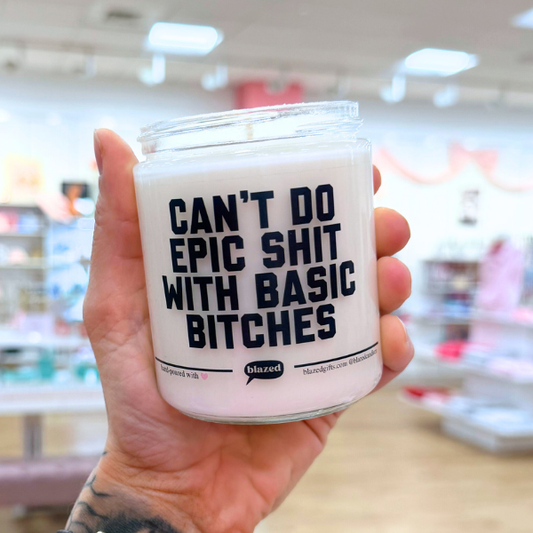 CAN'T DO
EPIC SHIT
WITH BASIC
BITCHES
hand-poured with
blazed
blazedgifts.com